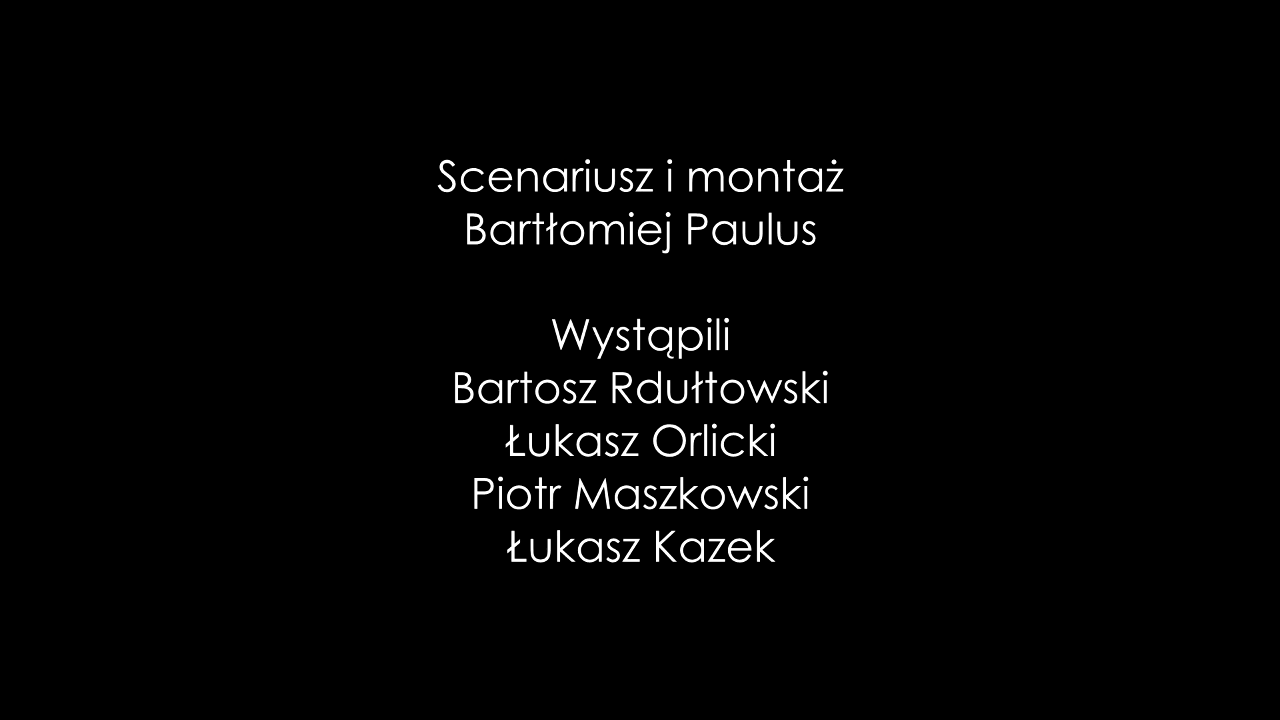 Scenariusz i montaż
Bartłomiej Paulus
Wystąpili
Bartosz Rdułtowski
Łukasz Orlicki
Piotr Maszkowski
Łukasz Kazek